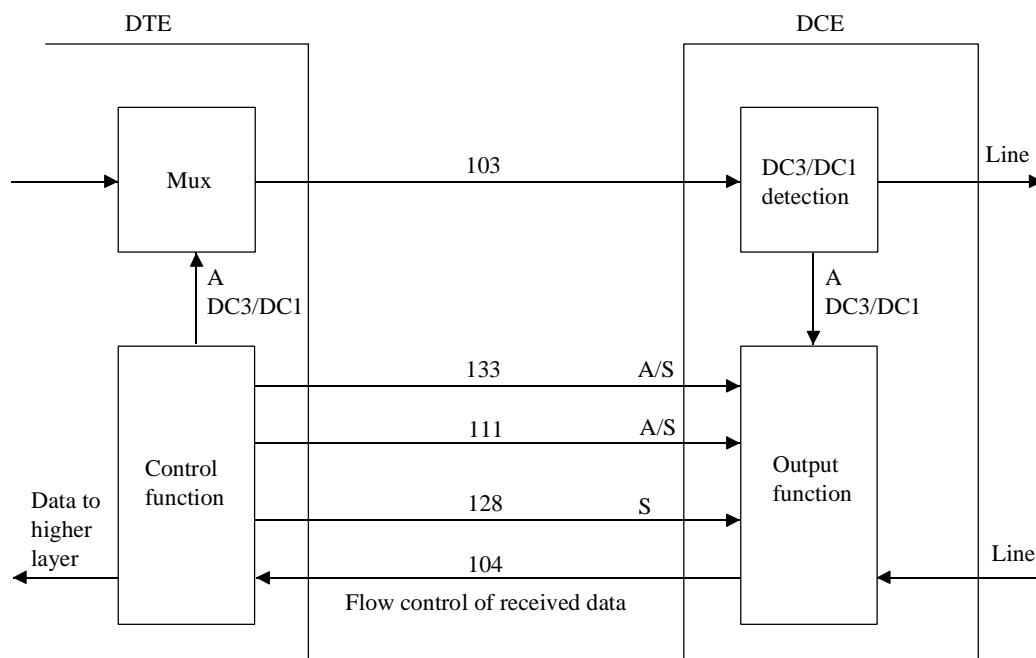 DTE
DCE
Mux
103
DC3/DC1
detection
Line
A
DC3/DC1
A
DC3/DC1
133
A/S
111
A/S
Control
function
Output
function
128
S
Data to
higher
layer
104
Line
Flow control of received data